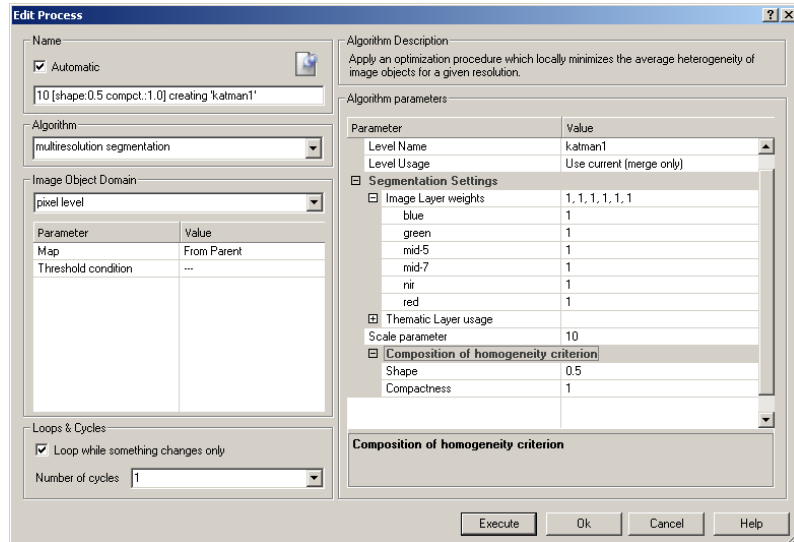 Edit Process
Name
Automatic
10 [shape:0.5 compct.:1.0] creating 'katman1'
Algorithm
multiresolution segmentation
Image Object Domain
pixel level
Parameter Value
Map From Parent
Threshold condition ---
Loops & Cycles
Loop while something changes only
Number of cycles 1
Algorithm Description
Apply an optimization procedure which locally minimizes the average heterogeneity of
image objects for a given resolution.
Algorithm parameters
Parameter Value
Level Name katman1
Level Usage Use current (merge only)
Segmentation Settings
Image Layer weights 1, 1, 1, 1, 1, 1
blue 1
green 1
mid-5 1
mid-7 1
nir 1
red 1
Thematic Layer usage
Scale parameter 10
Composition of homogeneity criterion
Shape 0.5
Compactness 1
Composition of homogeneity criterion
Execute Ok Cancel Help